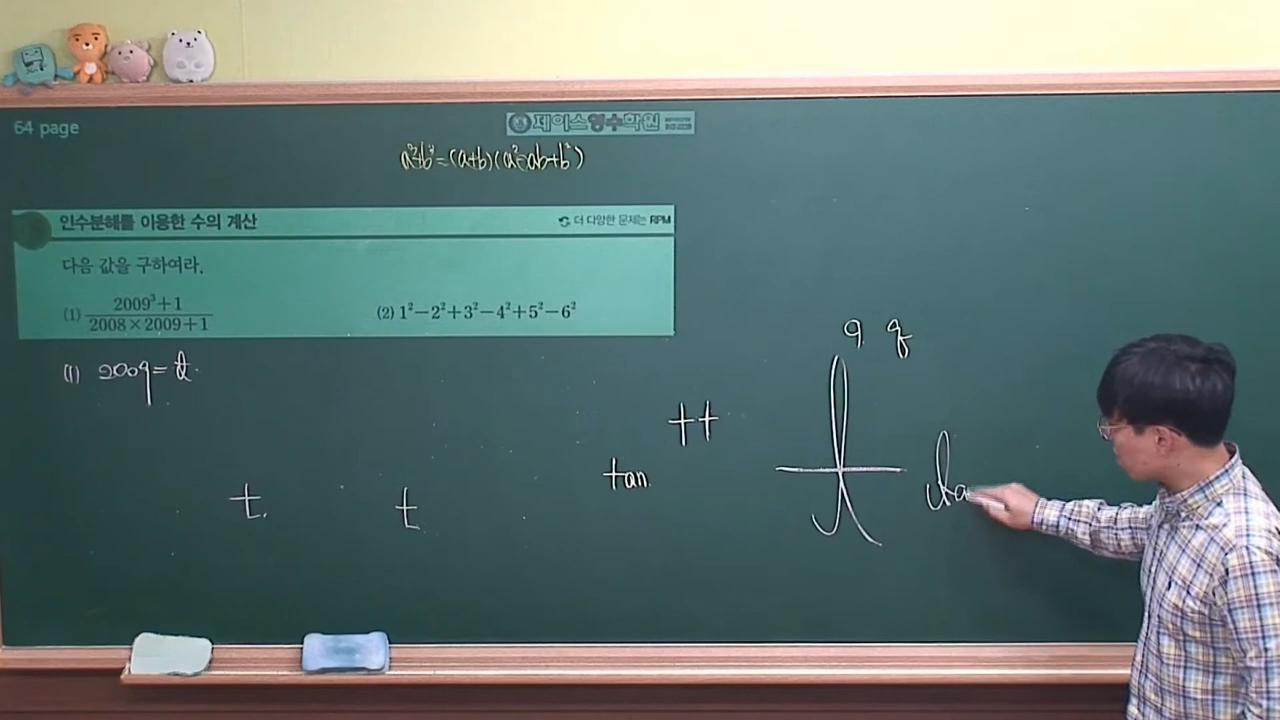 64 page
제이스영수학원
a³+b³=(a+b)(a²-ab+b²)
인수분해를 이용한 수의 계산
더 다양한 문제는 RPM
다음 값을 구하여라.
(1) 2009³+1 / 2008×2009+1
(2) 1²-2²+3²-4²+5²-6²
(1) 2009=t.
9 q
++
tan
t.
t
t